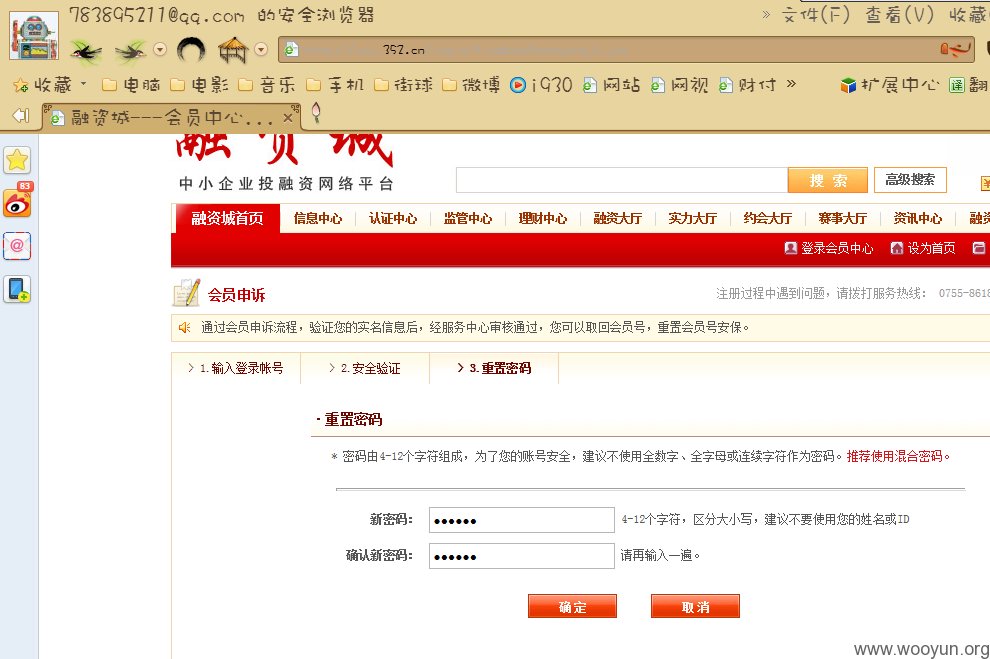 783895211@qq.com 的安全浏览器
» 文件(F) 查看(V) 收藏
352.cn
收藏 电脑 电影 音乐 手机 街球 微博 i930 网站 网视 财付 » 扩展中心 翻
融资城---会员中心... ×
83
融资城
中小企业投融资网络平台
搜索 高级搜索
融资城首页 信息中心 认证中心 监管中心 理财中心 融资大厅 实力大厅 约会大厅 赛事大厅 资讯中心 融资
登录会员中心 设为首页
会员申诉 注册过程中遇到问题，请拨打服务热线： 0755-8618
通过会员申诉流程，验证您的实名信息后，经服务中心审核通过，您可以取回会员号，重置会员号安保。
> 1.输入登录帐号 > 2.安全验证 > 3.重置密码
·重置密码
* 密码由4-12个字符组成，为了您的账号安全，建议不使用全数字、全字母或连续字符作为密码。推荐使用混合密码。
新密码： ●●●●●● 4-12个字符，区分大小写，建议不要使用您的姓名或ID
确认新密码： ●●●●●● 请再输入一遍。
确定 取消
www.wooyun.org